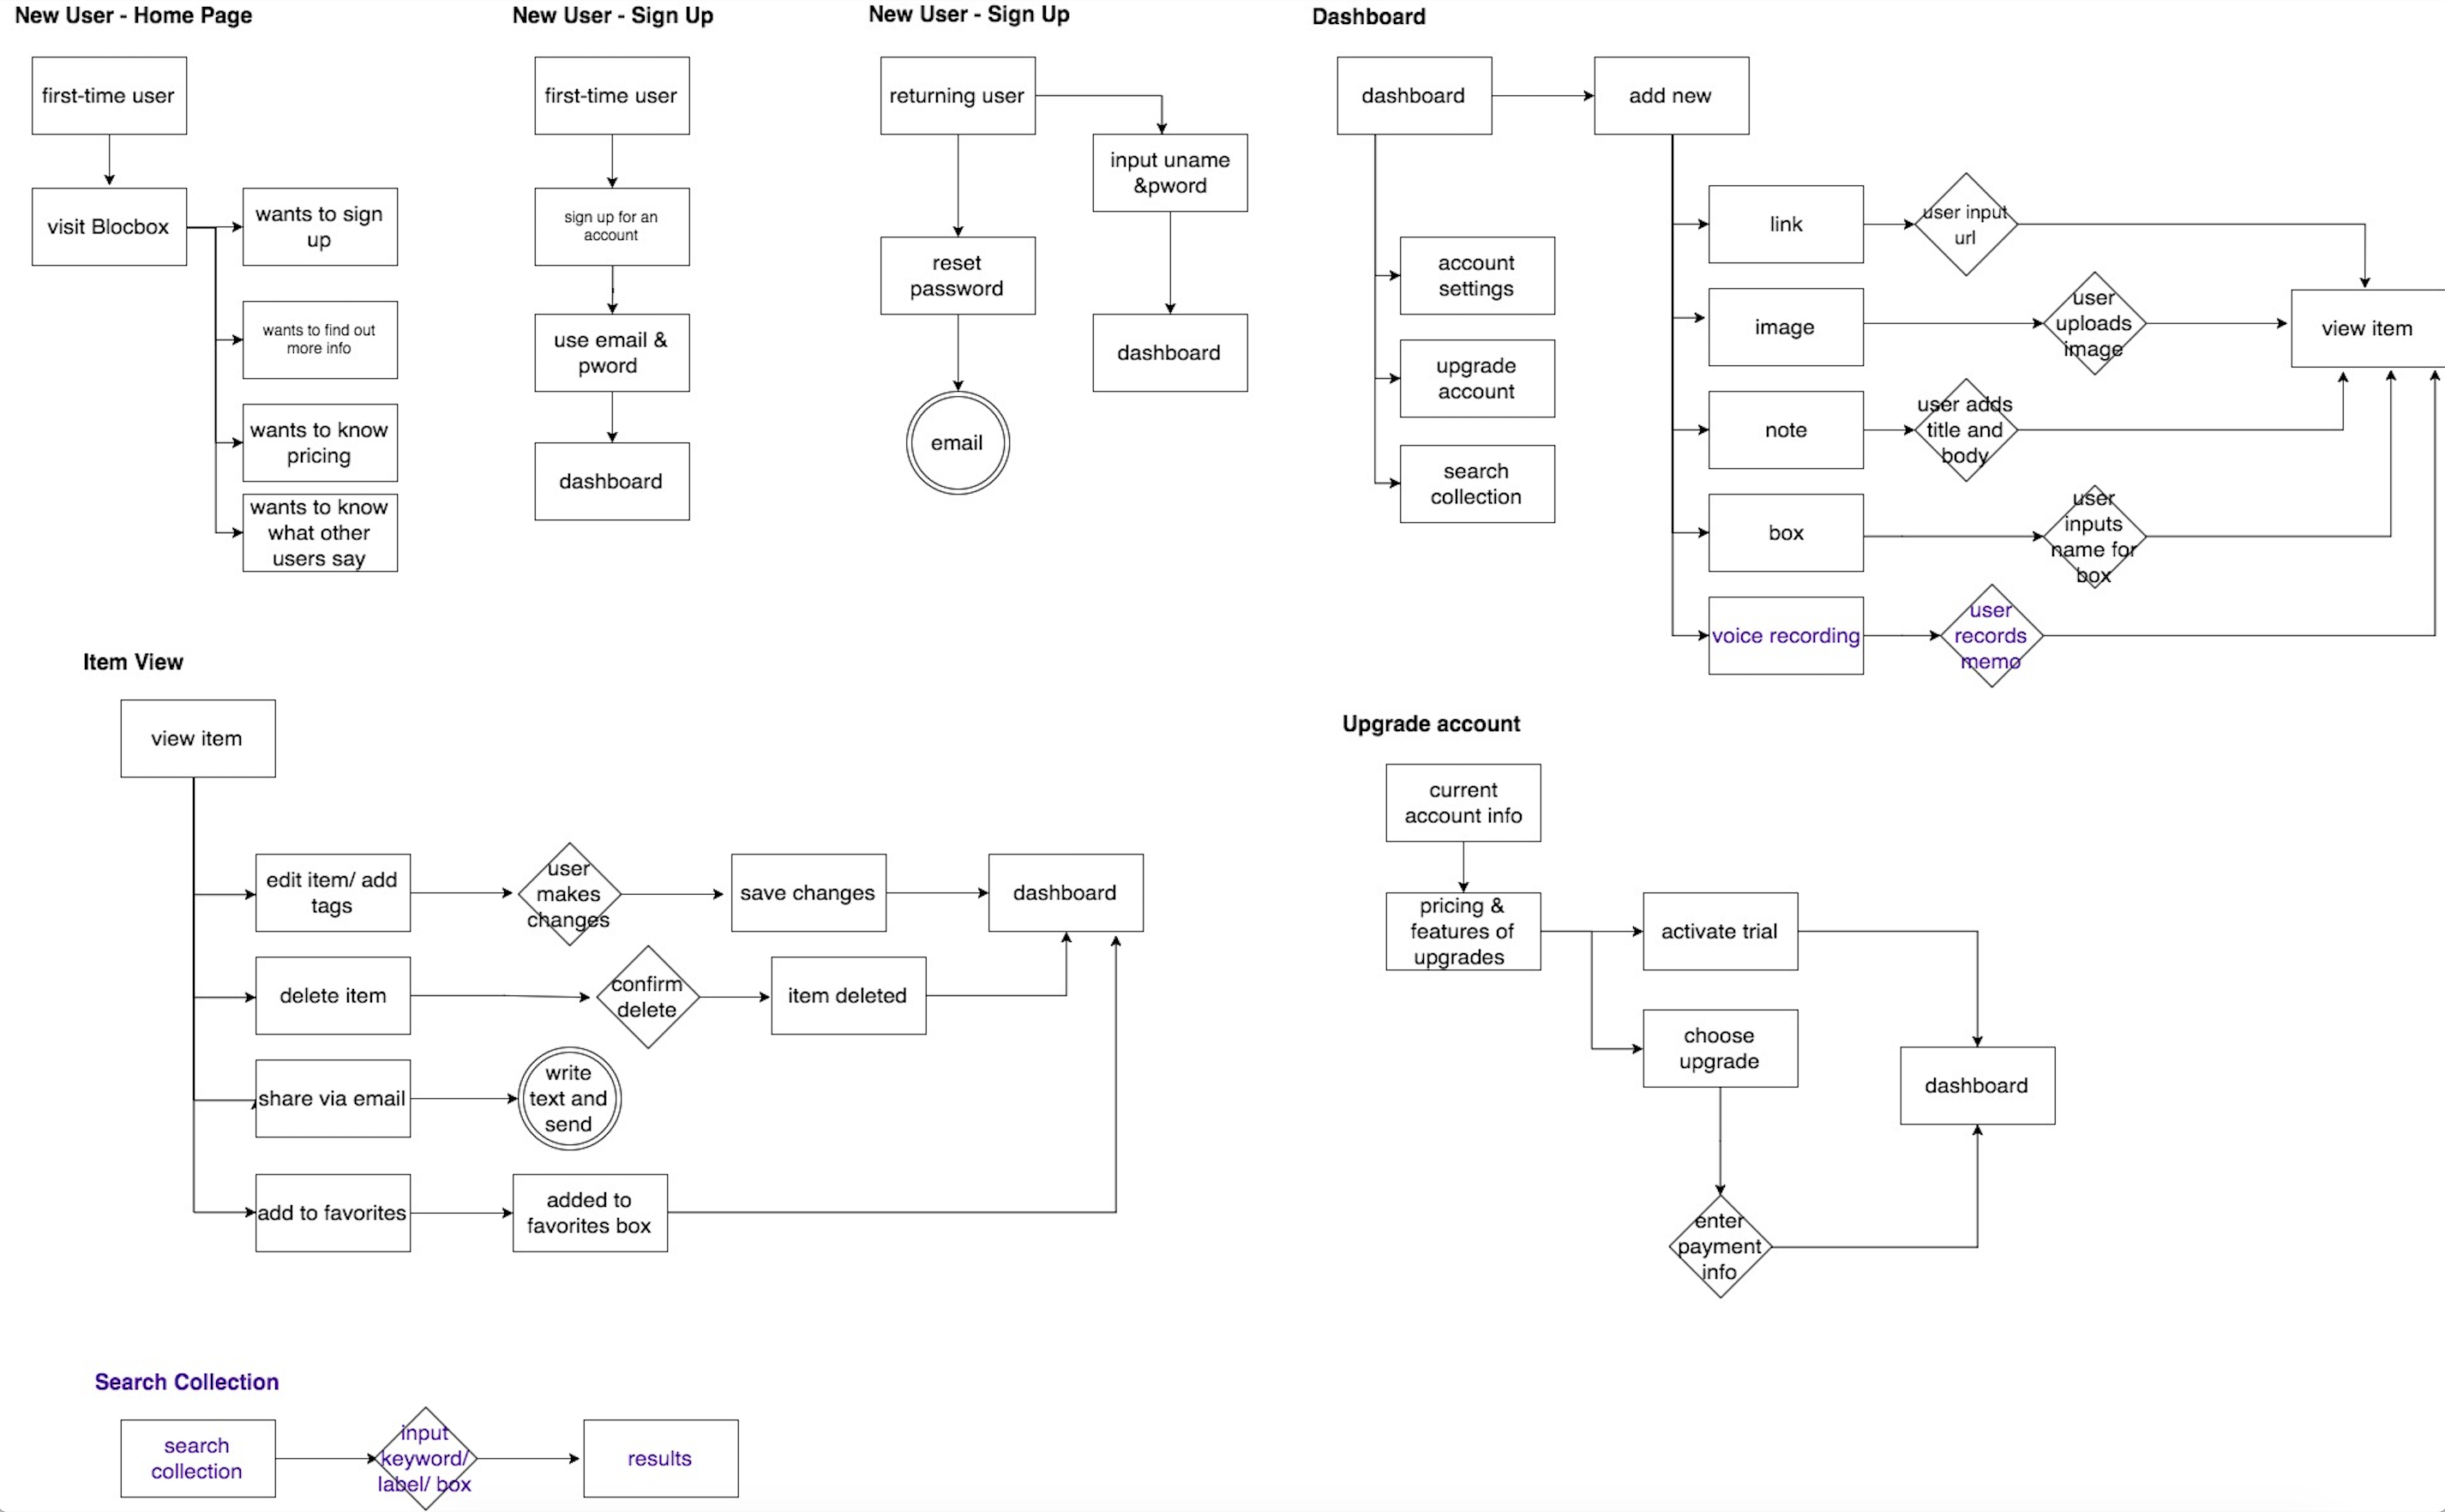 New User - Home Page
first-time user
visit Blocbox
wants to sign
up
wants to find out
more info
wants to know
pricing
wants to know
what other
users say
New User - Sign Up
first-time user
sign up for an
account
use email &
pword
dashboard
New User - Sign Up
returning user
input uname
&pword
reset
password
dashboard
email
Dashboard
dashboard
add new
account
settings
upgrade
account
search
collection
link
user input
url
image
user
uploads
image
view item
note
user adds
title and
body
box
user
inputs
name for
box
voice recording
user
records
memo
Item View
view item
edit item/ add
tags
user
makes
changes
save changes
dashboard
delete item
confirm
delete
item deleted
share via email
write
text and
send
add to favorites
added to
favorites box
Upgrade account
current
account info
pricing &
features of
upgrades
activate trial
choose
upgrade
dashboard
enter
payment
info
Search Collection
search
collection
input
keyword/
label/ box
results